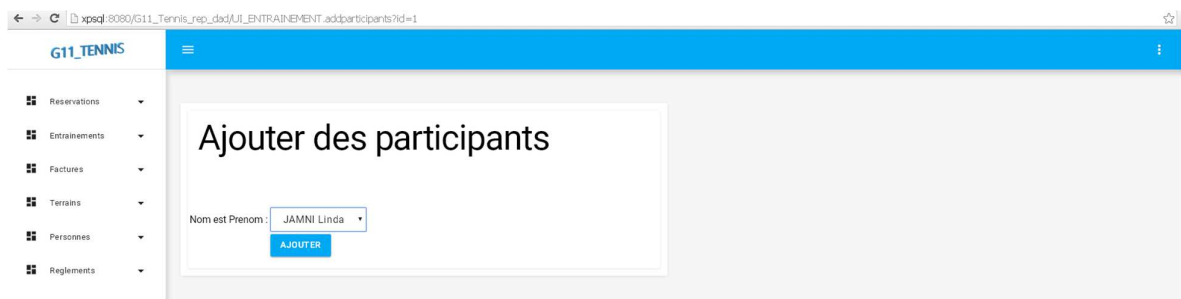 xpsql:8080/G11_Tennis_rep_dad/UI_ENTRAINEMENT.addparticipants?id=1
G11_TENNIS
Reservations
Entrainements
Factures
Terrains
Personnes
Reglements
Ajouter des participants
Nom est Prenom : JAMNI Linda
AJOUTER